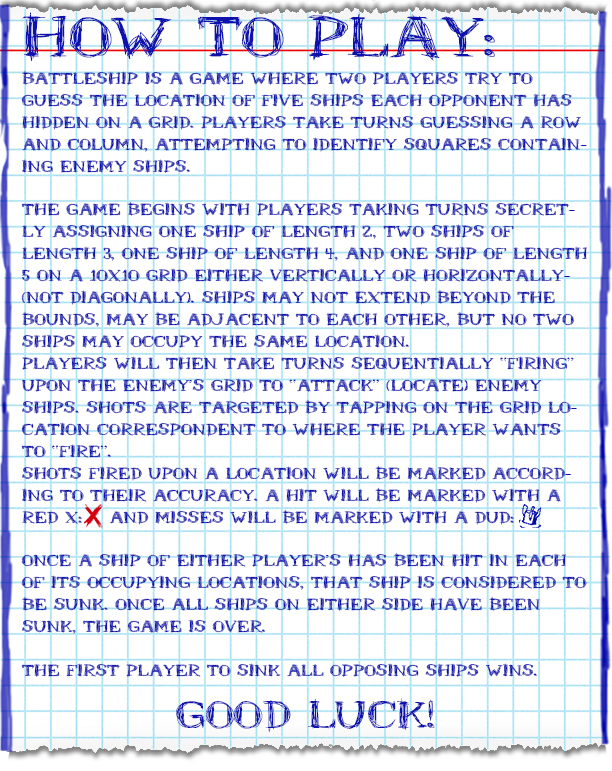 HOW TO PLAY:
BATTLESHIP IS A GAME WHERE TWO PLAYERS TRY TO
GUESS THE LOCATION OF FIVE SHIPS EACH OPPONENT HAS
HIDDEN ON A GRID. PLAYERS TAKE TURNS GUESSING A ROW
AND COLUMN, ATTEMPTING TO IDENTIFY SQUARES CONTAIN-
ING ENEMY SHIPS.
THE GAME BEGINS WITH PLAYERS TAKING TURNS SECRET-
LY ASSIGNING ONE SHIP OF LENGTH 2, TWO SHIPS OF
LENGTH 3, ONE SHIP OF LENGTH 4, AND ONE SHIP OF LENGTH
5 ON A 10X10 GRID EITHER VERTICALLY OR HORIZONTALLY-
(NOT DIAGONALLY). SHIPS MAY NOT EXTEND BEYOND THE
BOUNDS, MAY BE ADJACENT TO EACH OTHER, BUT NO TWO
SHIPS MAY OCCUPY THE SAME LOCATION.
PLAYERS WILL THEN TAKE TURNS SEQUENTIALLY "FIRING"
UPON THE ENEMY'S GRID TO "ATTACK" (LOCATE) ENEMY
SHIPS. SHOTS ARE TARGETED BY TAPPING ON THE GRID LO-
CATION CORRESPONDENT TO WHERE THE PLAYER WANTS
TO "FIRE".
SHOTS FIRED UPON A LOCATION WILL BE MARKED ACCORD-
ING TO THEIR ACCURACY. A HIT WILL BE MARKED WITH A
RED X: AND MISSES WILL BE MARKED WITH A DUD:
ONCE A SHIP OF EITHER PLAYER'S HAS BEEN HIT IN EACH
OF ITS OCCUPYING LOCATIONS, THAT SHIP IS CONSIDERED TO
BE SUNK. ONCE ALL SHIPS ON EITHER SIDE HAVE BEEN
SUNK, THE GAME IS OVER.
THE FIRST PLAYER TO SINK ALL OPPOSING SHIPS WINS.
GOOD LUCK!